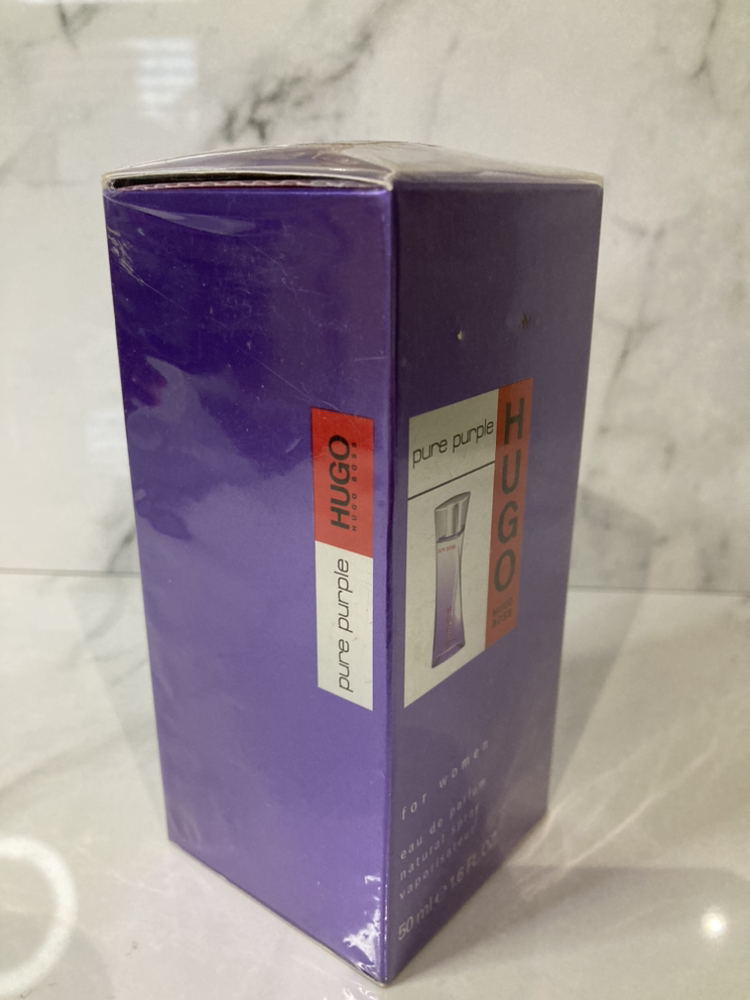 HUGO
HUGO BOSS
pure purple
pure purple
HUGO
HUGO
BOSS
for women
eau de parfum
natural spray
vaporisateur
50 ml ℮ 1.6 FL.OZ.